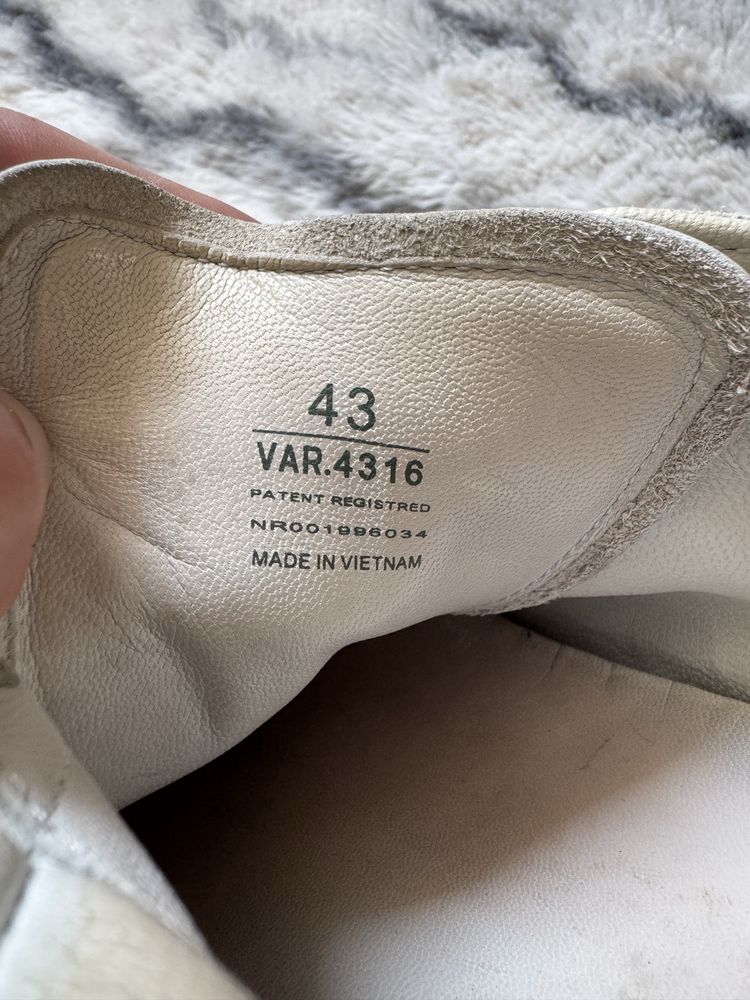 43
VAR.4316
PATENT REGISTRED
NR001996034
MADE IN VIETNAM